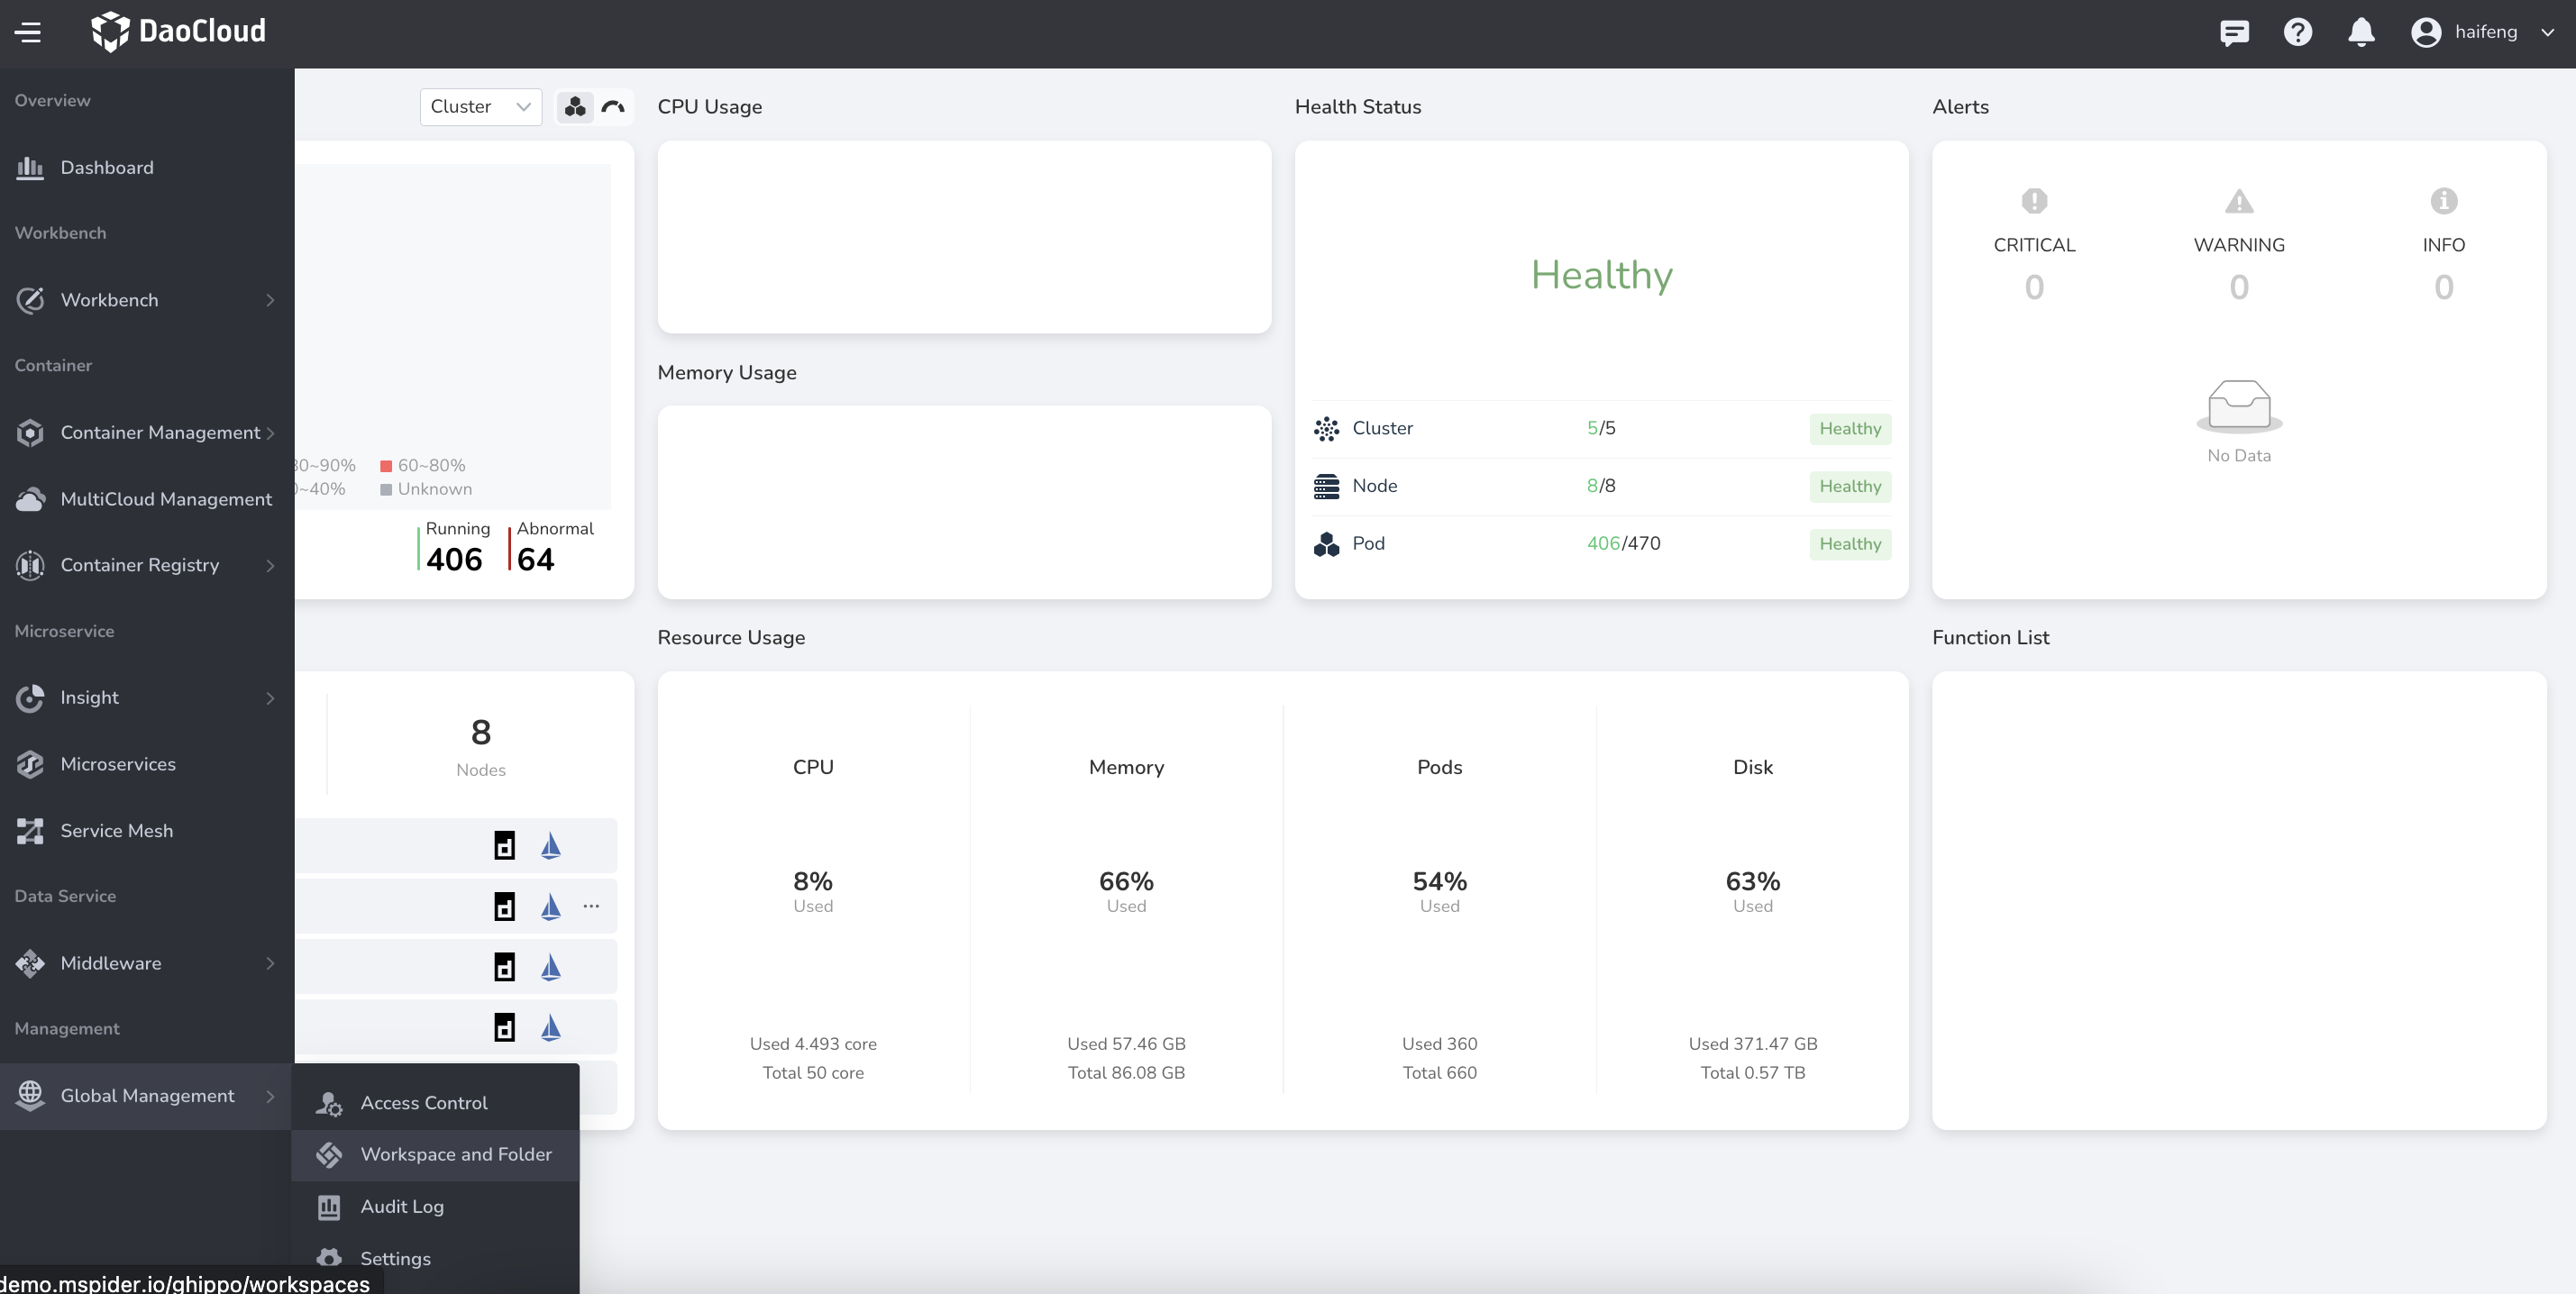 DaoCloud
haifeng
Overview
Dashboard
Workbench
Workbench
Container
Container Management
MultiCloud Management
Container Registry
Microservice
Insight
Microservices
Service Mesh
Data Service
Middleware
Management
Global Management
Access Control
Workspace and Folder
Audit Log
Settings
demo.mspider.io/ghippo/workspaces
Cluster
0~90%
60~80%
~40%
Unknown
Running
406
Abnormal
64
8
Nodes
CPU Usage
Memory Usage
Health Status
Healthy
Cluster 5/5 Healthy
Node 8/8 Healthy
Pod 406/470 Healthy
Alerts
CRITICAL WARNING INFO
0 0 0
No Data
Resource Usage
CPU Memory Pods Disk
8% 66% 54% 63%
Used Used Used Used
Used 4.493 core Used 57.46 GB Used 360 Used 371.47 GB
Total 50 core Total 86.08 GB Total 660 Total 0.57 TB
Function List